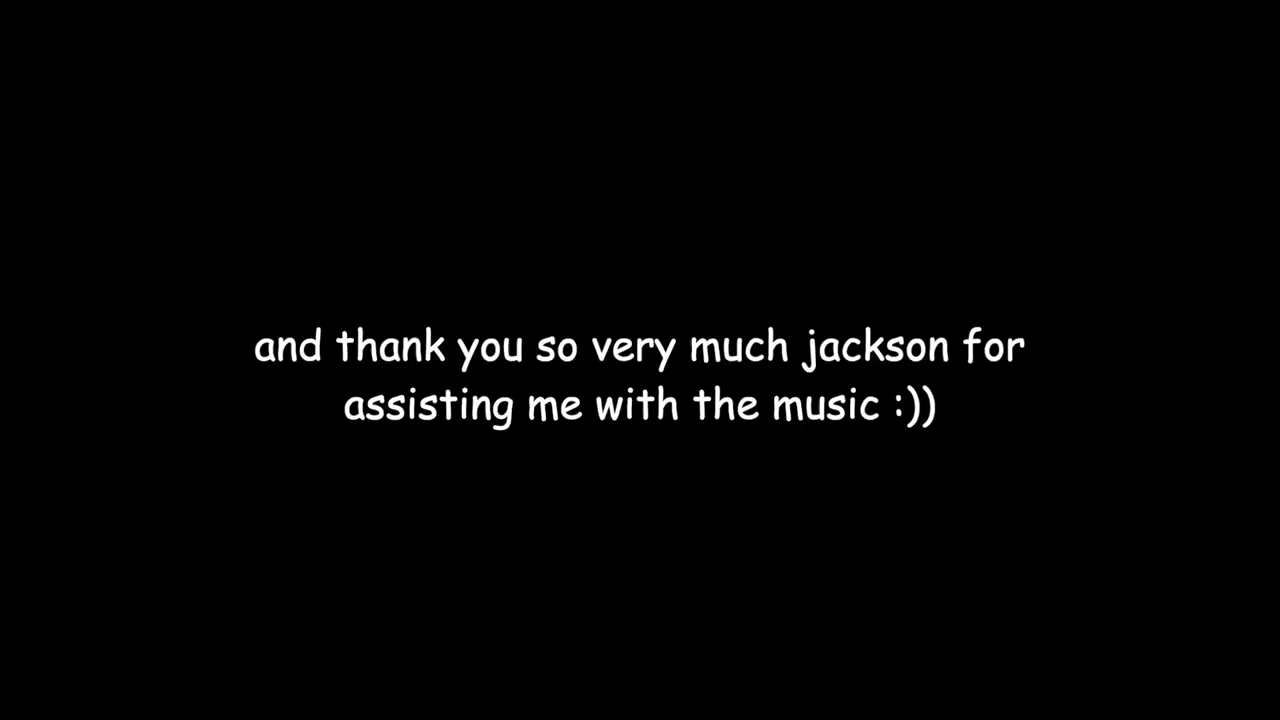 and thank you so very much jackson for
assisting me with the music :))